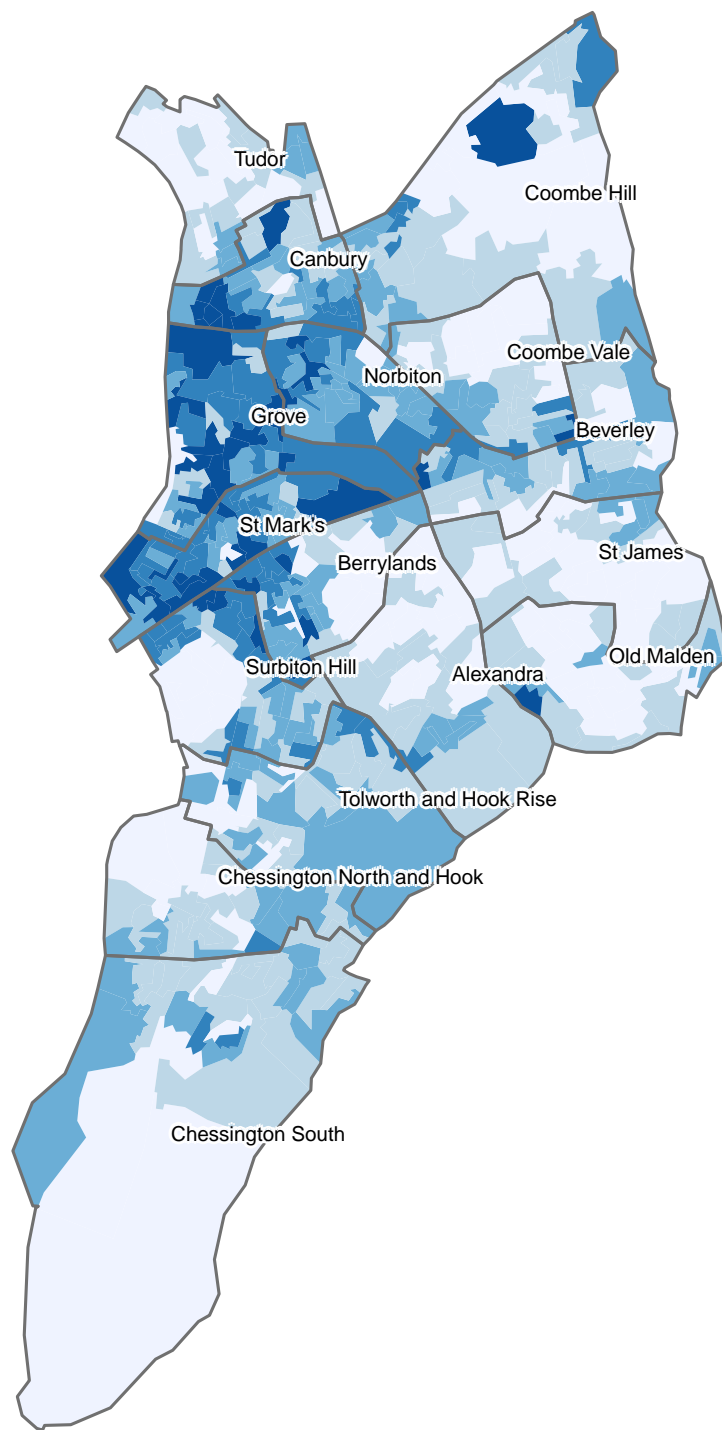 Tudor
Coombe Hill
Canbury
Coombe Vale
Norbiton
Grove
Beverley
St Mark's
St James
Berrylands
Old Malden
Surbiton Hill
Alexandra
Tolworth and Hook Rise
Chessington North and Hook
Chessington South